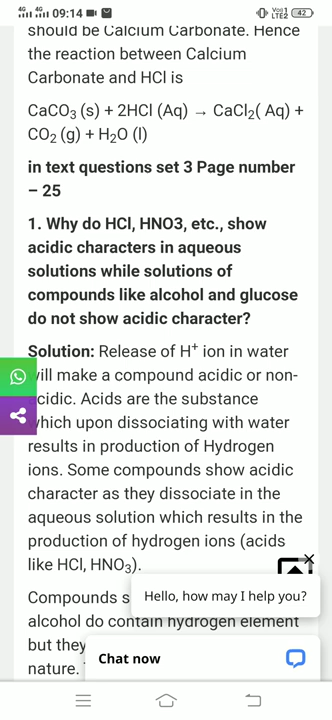 4G 4G 09:14 Vo)) LTE2 42
should be Calcium Carbonate. Hence
the reaction between Calcium
Carbonate and HCl is
CaCO₃ (s) + 2HCl (Aq) → CaCl₂( Aq) +
CO₂ (g) + H₂O (l)
in text questions set 3 Page number
– 25
1. Why do HCl, HNO3, etc., show
acidic characters in aqueous
solutions while solutions of
compounds like alcohol and glucose
do not show acidic character?
Solution: Release of H⁺ ion in water
will make a compound acidic or non-
acidic. Acids are the substance
which upon dissociating with water
results in production of Hydrogen
ions. Some compounds show acidic
character as they dissociate in the
aqueous solution which results in the
production of hydrogen ions (acids
like HCl, HNO₃).
Compounds s
Hello, how may I help you?
alcohol do contain hydrogen element
but they
Chat now
nature.